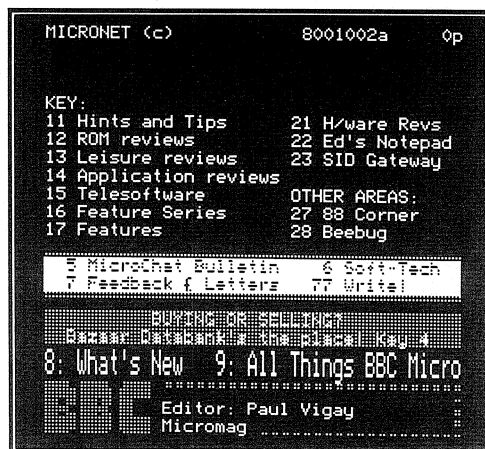 MICRONET (c) 8001002a 0p
KEY:
11 Hints and Tips 21 H/ware Revs
12 ROM reviews 22 Ed's Notepad
13 Leisure reviews 23 SID Gateway
14 Application reviews
15 Telesoftware OTHER AREAS:
16 Feature Series 27 88 Corner
17 Features 28 Beebug
5 MicroChat Bulletin 6 Soft-Tech
7 Feedback £ Letters 77 Write!
BUYING OR SELLING?
Bazaar Databank's the place! Key 4
8: What's New 9: All Things BBC Micro
BBC
Editor: Paul Vigay
Micromag